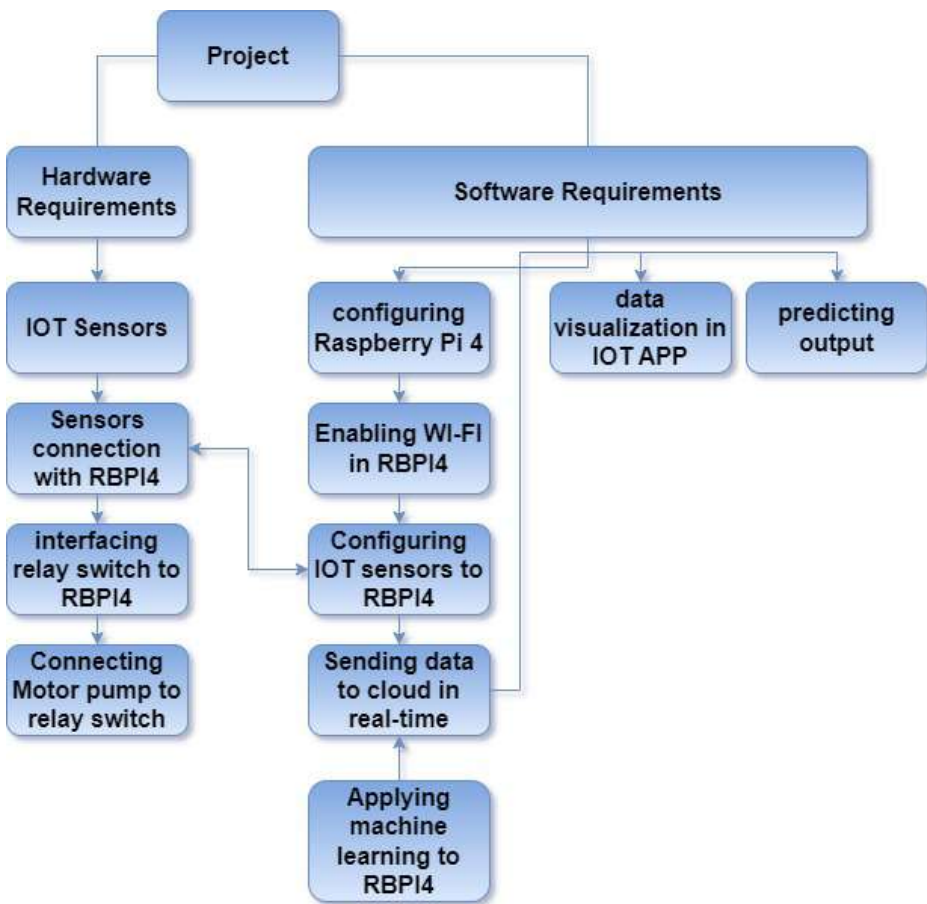 Project
Hardware
Requirements
Software Requirements
IOT Sensors
configuring
Raspberry Pi 4
data
visualization in
IOT APP
predicting
output
Sensors
connection
with RBPI4
Enabling WI-FI
in RBPI4
interfacing
relay switch to
RBPI4
Configuring
IOT sensors to
RBPI4
Connecting
Motor pump to
relay switch
Sending data
to cloud in
real-time
Applying
machine
learning to
RBPI4